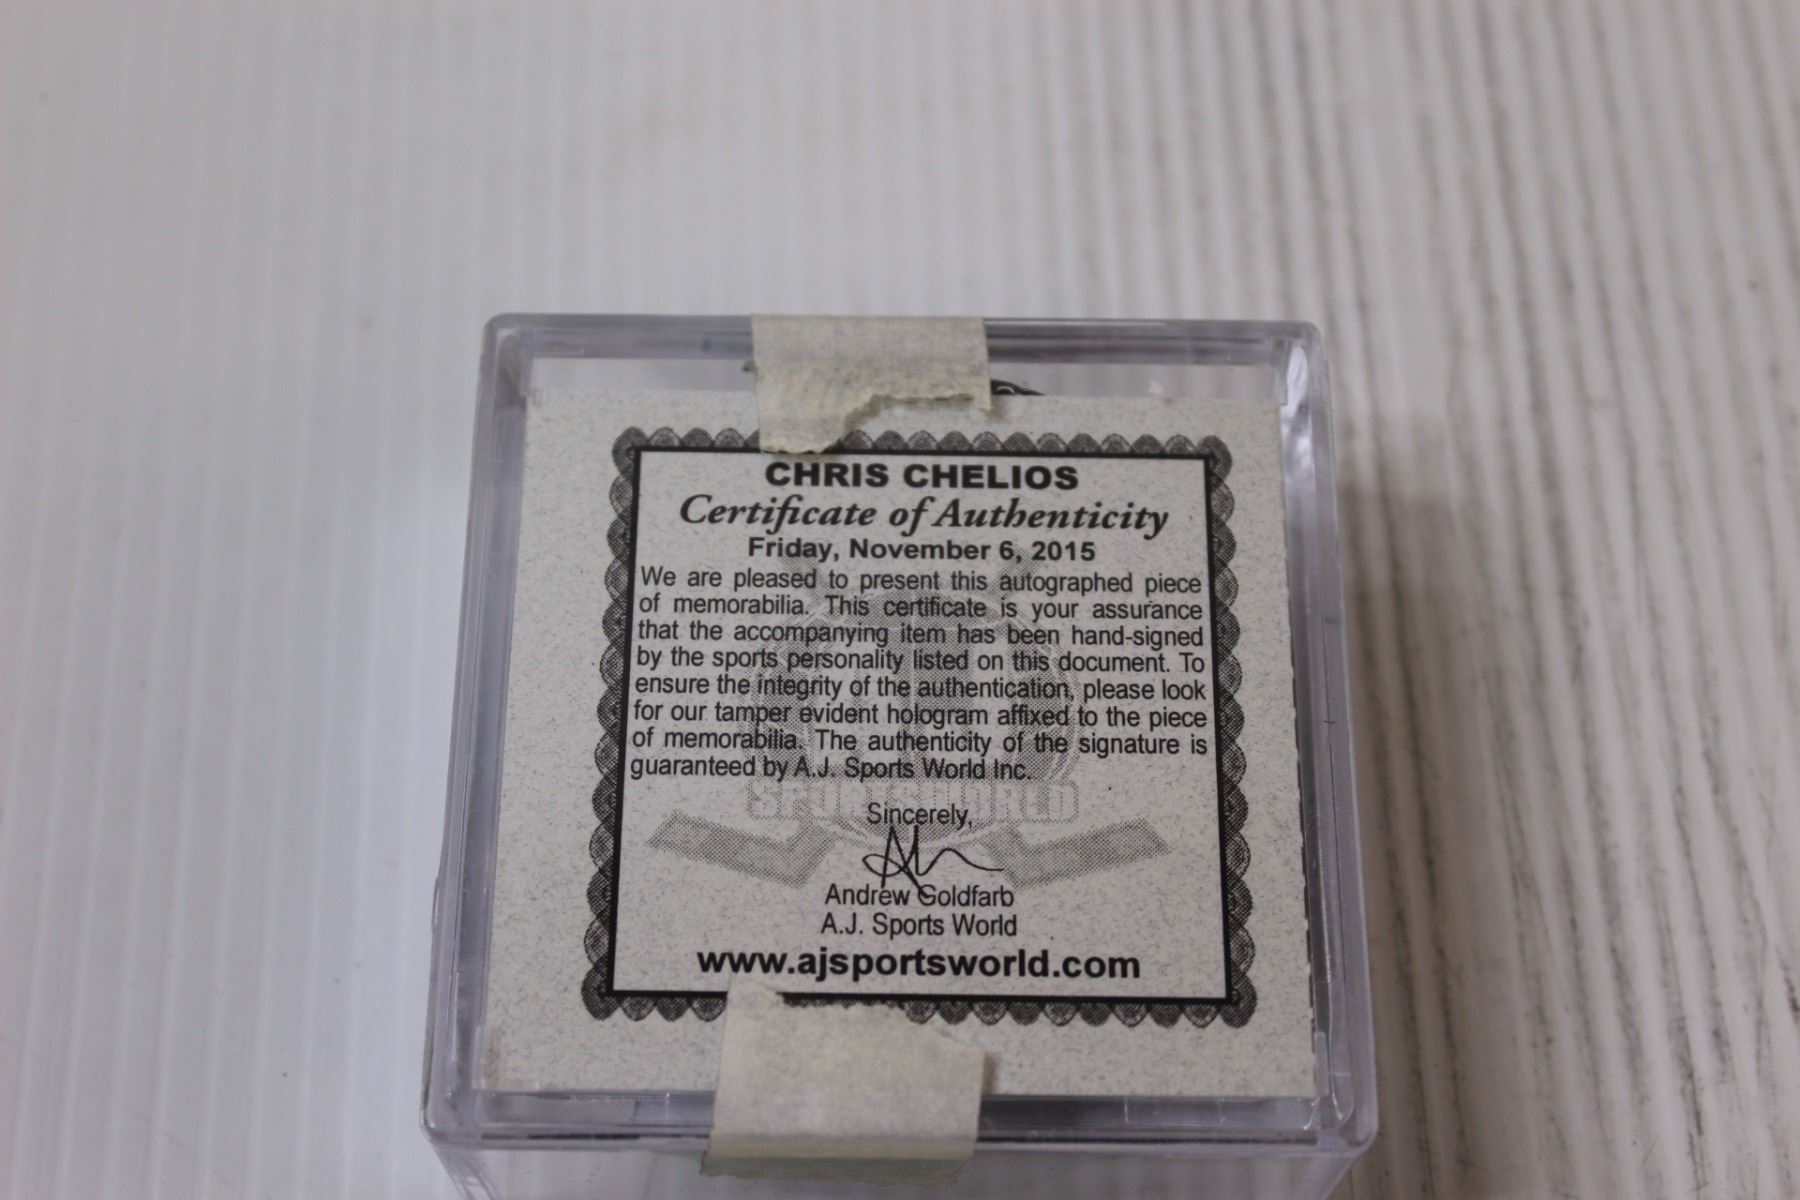 CHRIS CHELIOS
Certificate of Authenticity
Friday, November 6, 2015
We are pleased to present this autographed piece
of memorabilia. This certificate is your assurance
that the accompanying item has been hand-signed
by the sports personality listed on this document. To
ensure the integrity of the authentication, please look
for our tamper evident hologram affixed to the piece
of memorabilia. The authenticity of the signature is
guaranteed by A.J. Sports World Inc.
SPORTSWORLD
Sincerely,
Andrew Goldfarb
A.J. Sports World
www.ajsportsworld.com